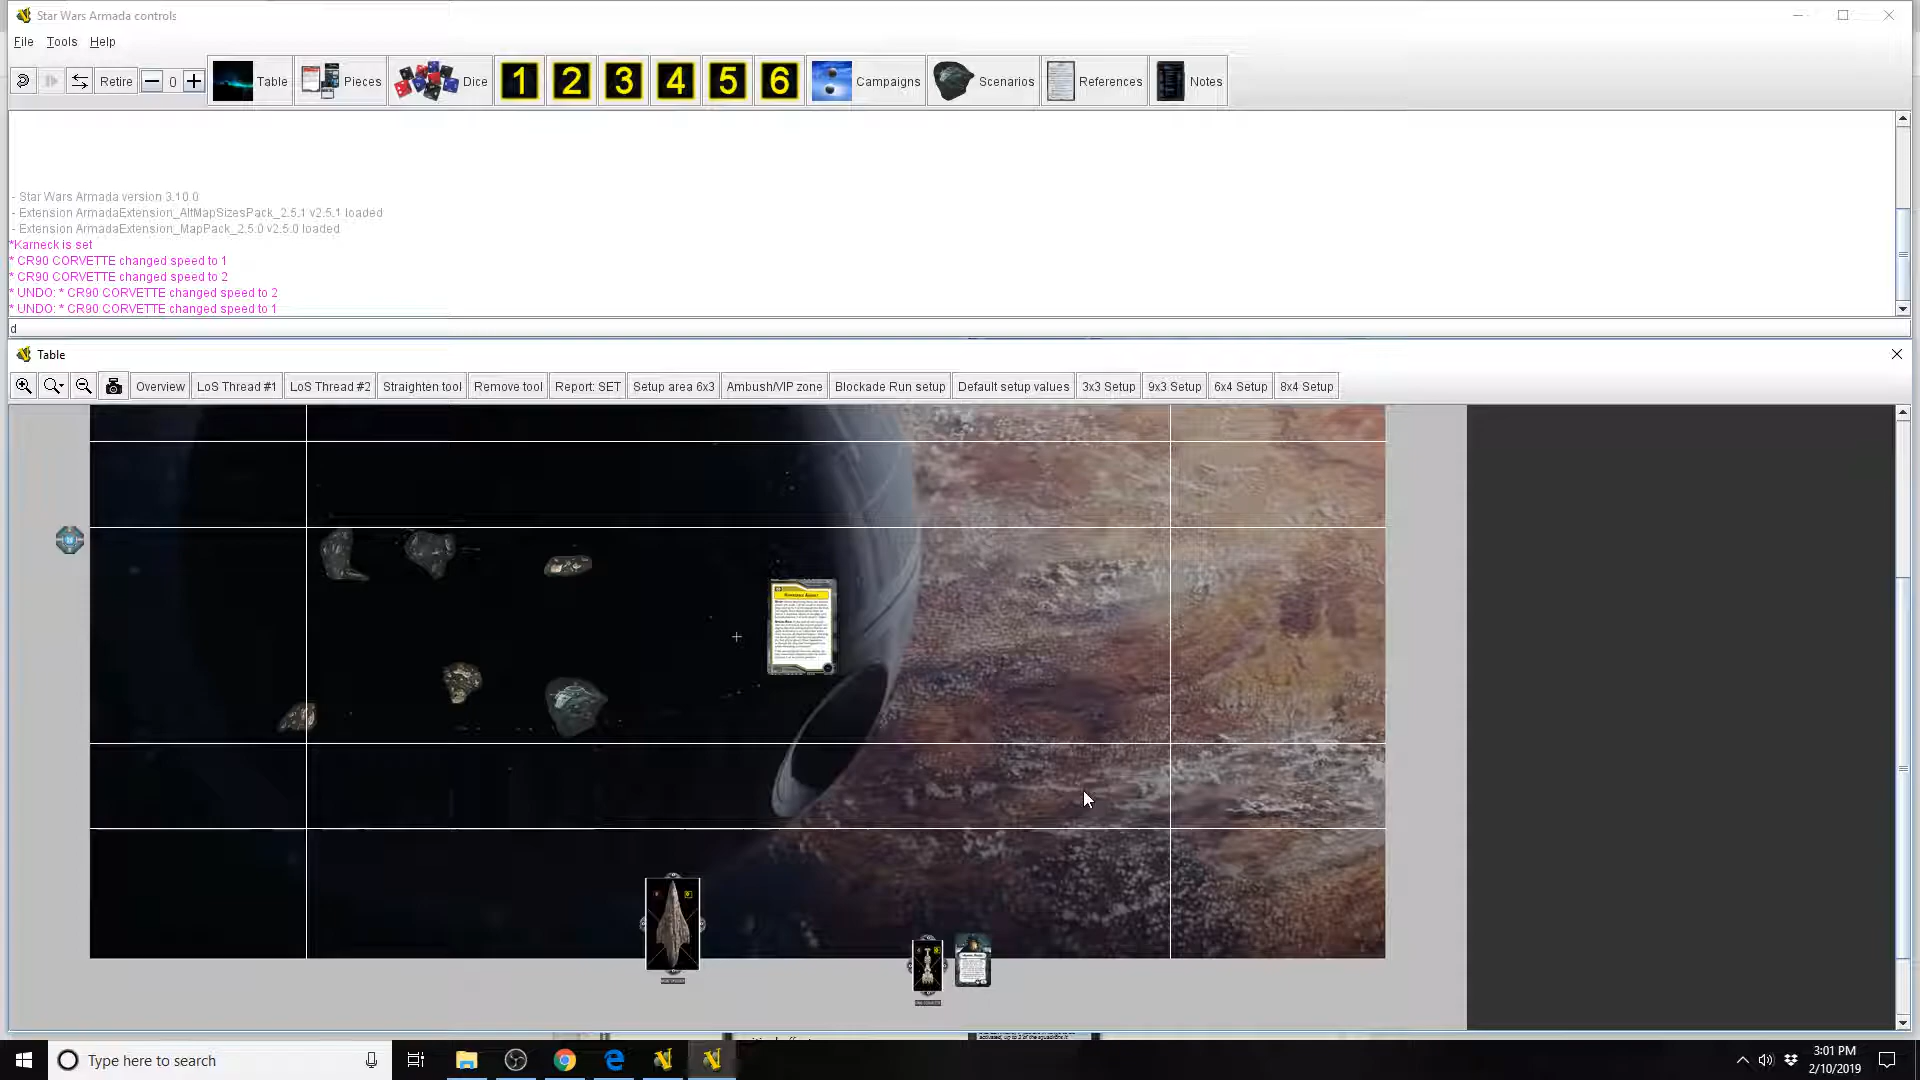 Star Wars Armada controls
File Tools Help
Retire 0 Table Pieces Dice 1 2 3 4 5 6 Campaigns Scenarios References Notes
- Star Wars Armada version 3.10.0
- Extension ArmadaExtension_AltMapSizesPack_2.5.1 v2.5.1 loaded
- Extension ArmadaExtension_MapPack_2.5.0 v2.5.0 loaded
*Karneck is set
* CR90 CORVETTE changed speed to 1
* CR90 CORVETTE changed speed to 2
* UNDO: * CR90 CORVETTE changed speed to 2
* UNDO: * CR90 CORVETTE changed speed to 1
d
Table
Overview LoS Thread #1 LoS Thread #2 Straighten tool Remove tool Report: SET Setup area 6x3 Ambush/VIP zone Blockade Run setup Default setup values 3x3 Setup 9x3 Setup 6x4 Setup 8x4 Setup
Type here to search
3:01 PM
2/10/2019